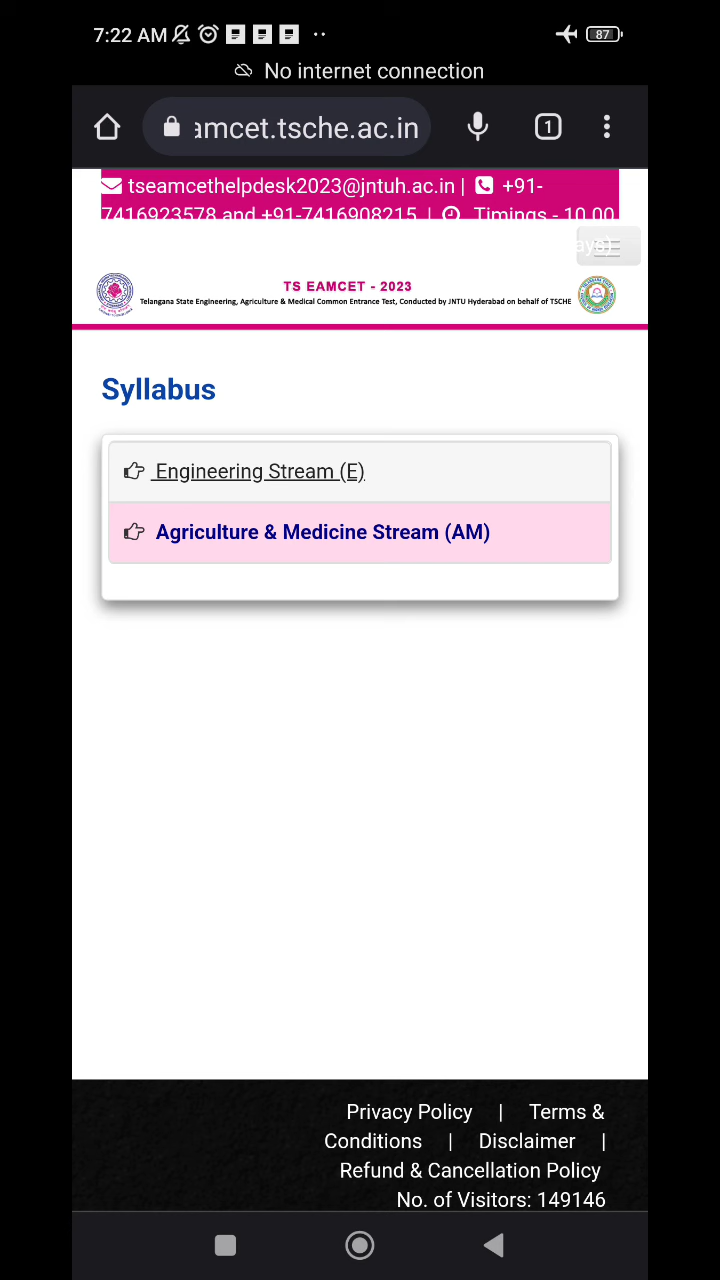 7:22 AM
87
No internet connection
amcet.tsche.ac.in
1
tseamcethelpdesk2023@jntuh.ac.in | +91-
7416923578 and +91-7416908215 | Timings - 10.00
ays)
TS EAMCET - 2023
Telangana State Engineering, Agriculture & Medical Common Entrance Test, Conducted by JNTU Hyderabad on behalf of TSCHE
Syllabus
Engineering Stream (E)
Agriculture & Medicine Stream (AM)
Privacy Policy | Terms &
Conditions | Disclaimer |
Refund & Cancellation Policy
No. of Visitors: 149146